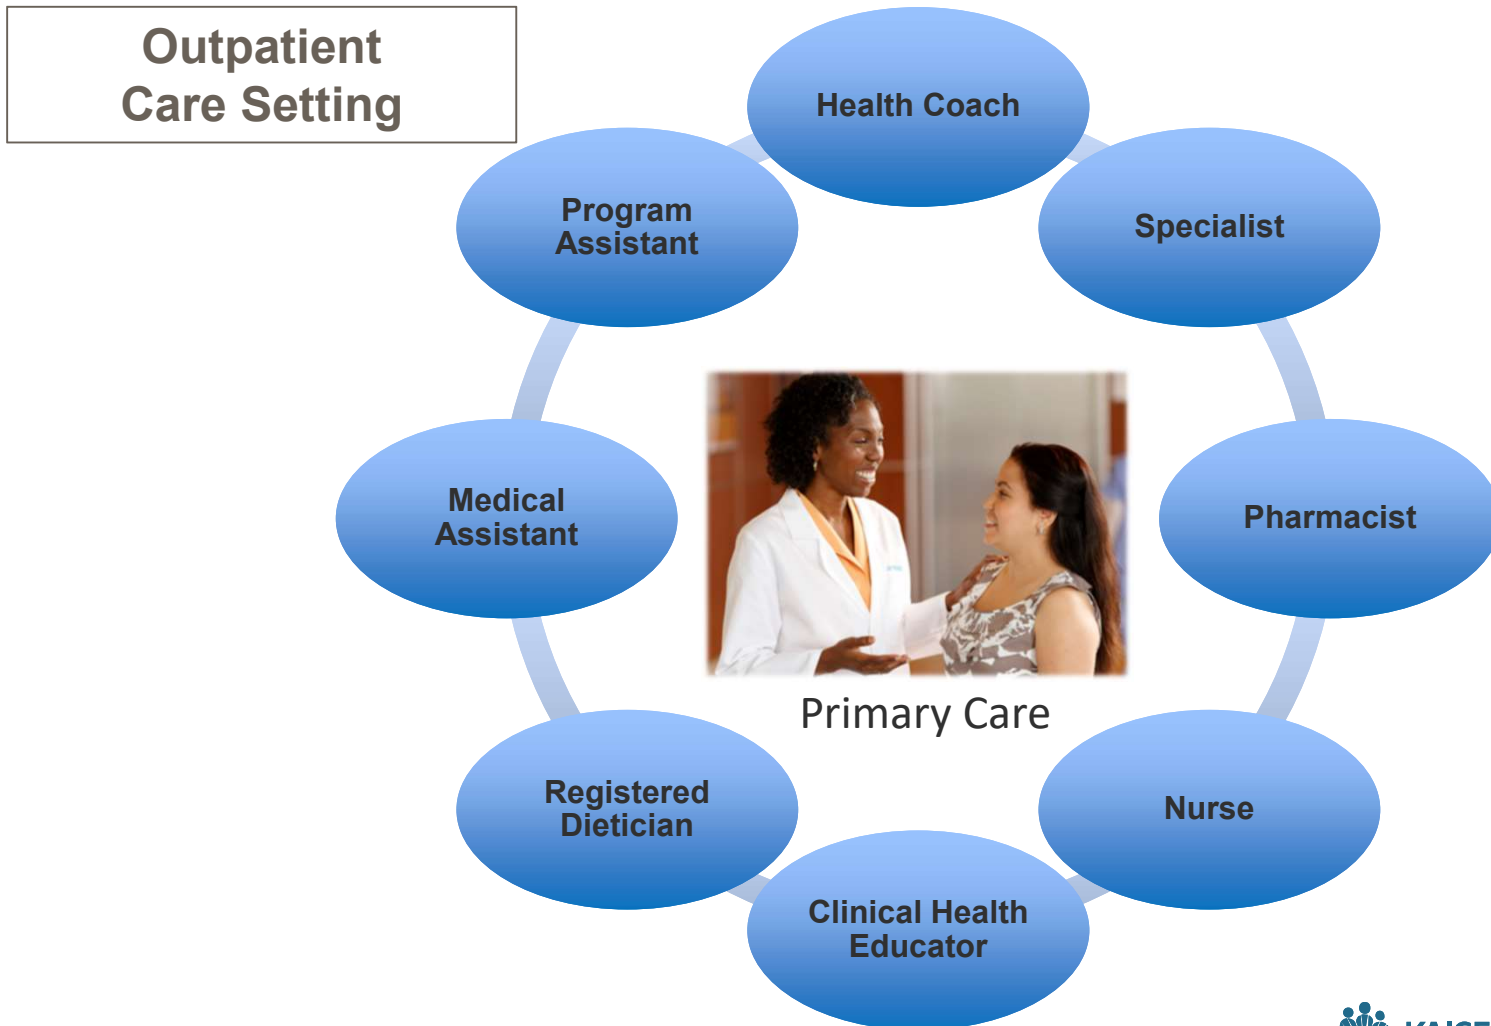 Outpatient
Care Setting
Health Coach
Specialist
Pharmacist
Nurse
Clinical Health
Educator
Registered
Dietician
Medical
Assistant
Program
Assistant
Primary Care